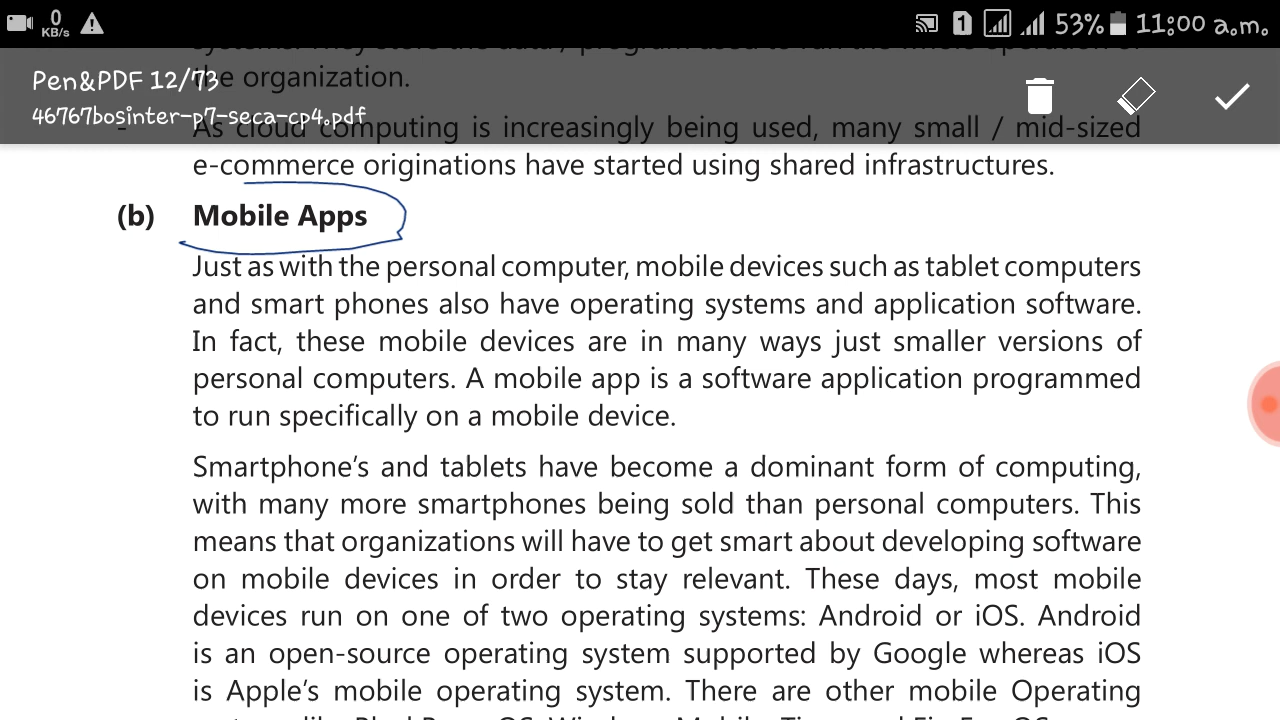 0 KB/s 1 53% 11:00 a.m.
the organization.
Pen&PDF 12/73
46767bosinter-p7-seca-cp4.pdf
- As cloud computing is increasingly being used, many small / mid-sized
e-commerce originations have started using shared infrastructures.
(b) Mobile Apps
Just as with the personal computer, mobile devices such as tablet computers
and smart phones also have operating systems and application software.
In fact, these mobile devices are in many ways just smaller versions of
personal computers. A mobile app is a software application programmed
to run specifically on a mobile device.
Smartphone’s and tablets have become a dominant form of computing,
with many more smartphones being sold than personal computers. This
means that organizations will have to get smart about developing software
on mobile devices in order to stay relevant. These days, most mobile
devices run on one of two operating systems: Android or iOS. Android
is an open-source operating system supported by Google whereas iOS
is Apple’s mobile operating system. There are other mobile Operating